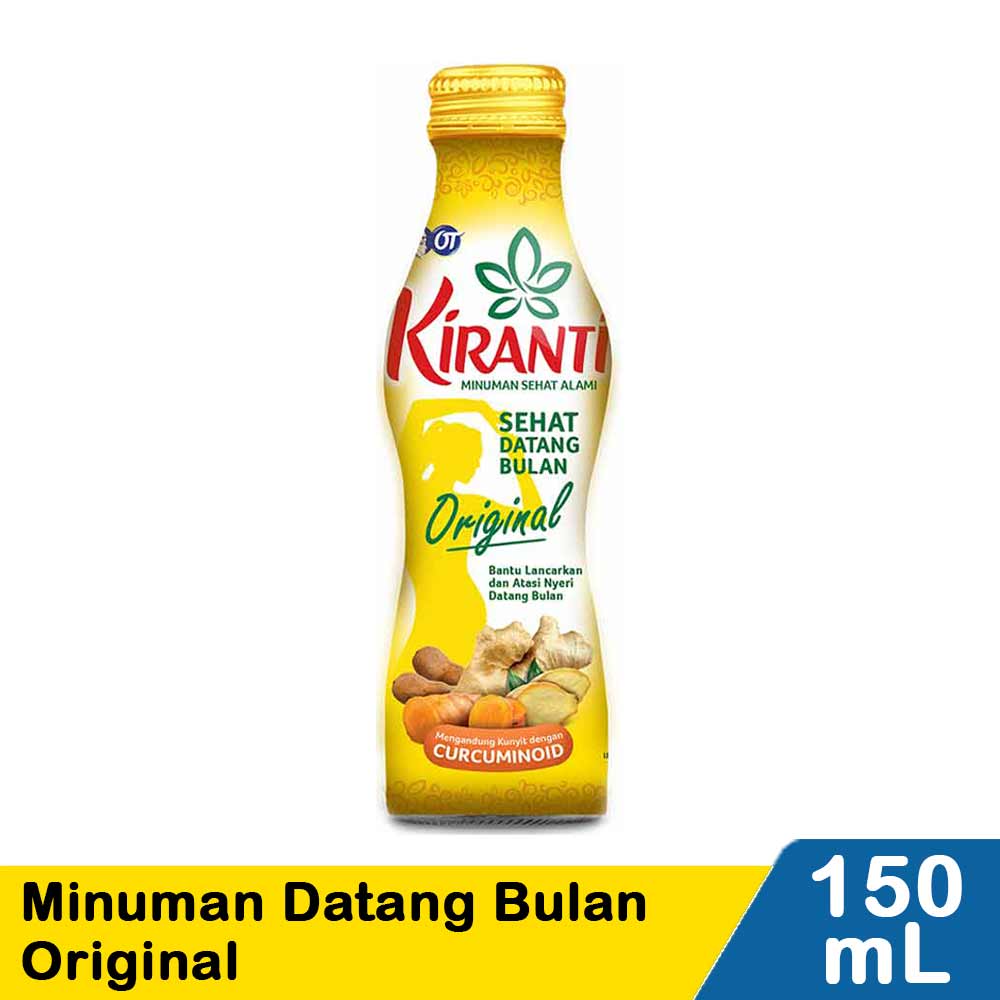 OT
KIRANTI
MINUMAN SEHAT ALAMI
SEHAT
DATANG
BULAN
Original
Bantu Lancarkan
dan Atasi Nyeri
Datang Bulan
Mengandung Kunyit dengan
CURCUMINOID
Minuman Datang Bulan
Original
150
mL